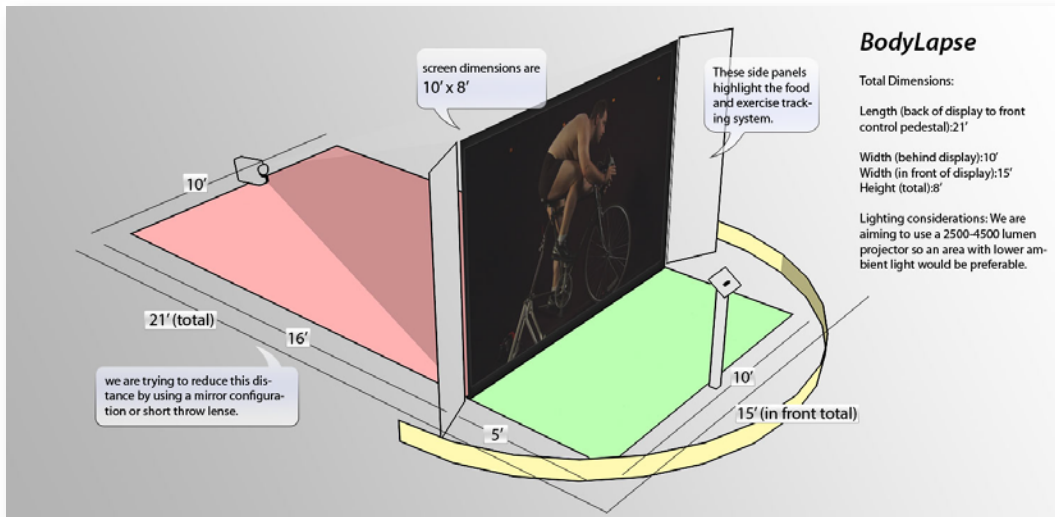 BodyLapse
Total Dimensions:
Length (back of display to front
control pedestal):21'
Width (behind display):10'
Width (in front of display):15'
Height (total):8'
Lighting considerations: We are
aiming to use a 2500-4500 lumen
projector so an area with lower am-
bient light would be preferable.
screen dimensions are
10' x 8'
These side panels
highlight the food
and exercise track-
ing system.
10'
21' (total)
16'
we are trying to reduce this dis-
tance by using a mirror configura-
tion or short throw lense.
5'
10'
15' (in front total)